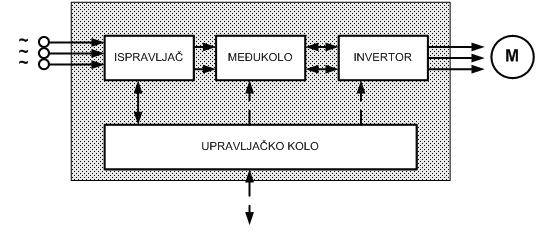 ~
~
~
ISPRAVLJAČ
MEĐUKOLO
INVERTOR
M
UPRAVLJAČKO KOLO